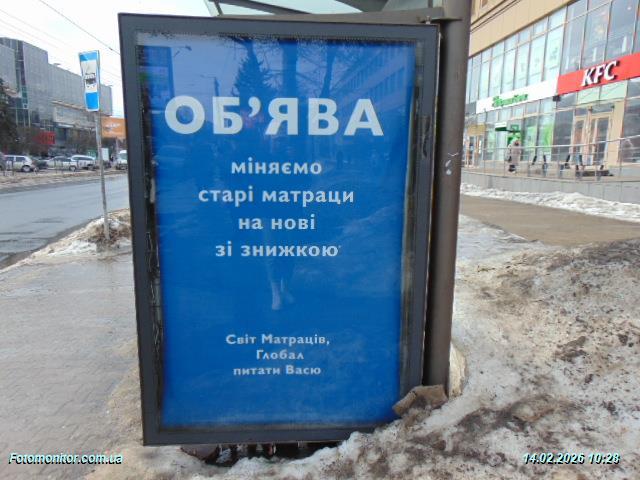 ОБ’ЯВА
міняємо
старі матраци
на нові
зі знижкою
Світ Матраців,
Глобал
питати Васю
KFC
Fotomonitor.com.ua
14.02.2026 10:28